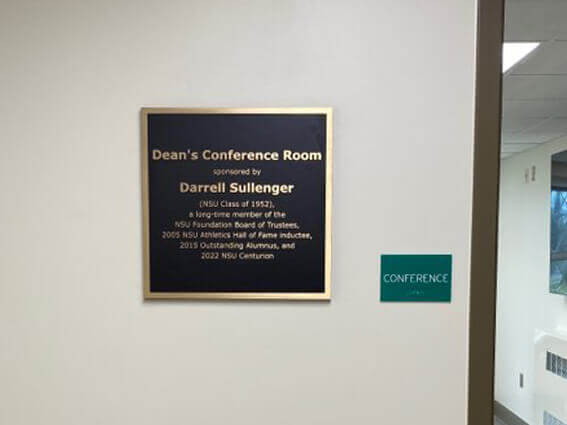 Dean's Conference Room
sponsored by
Darrell Sullenger
(NSU Class of 1952),
a long-time member of the
NSU Foundation Board of Trustees,
2005 NSU Athletics Hall of Fame inductee,
2015 Outstanding Alumnus, and
2022 NSU Centurion
CONFERENCE